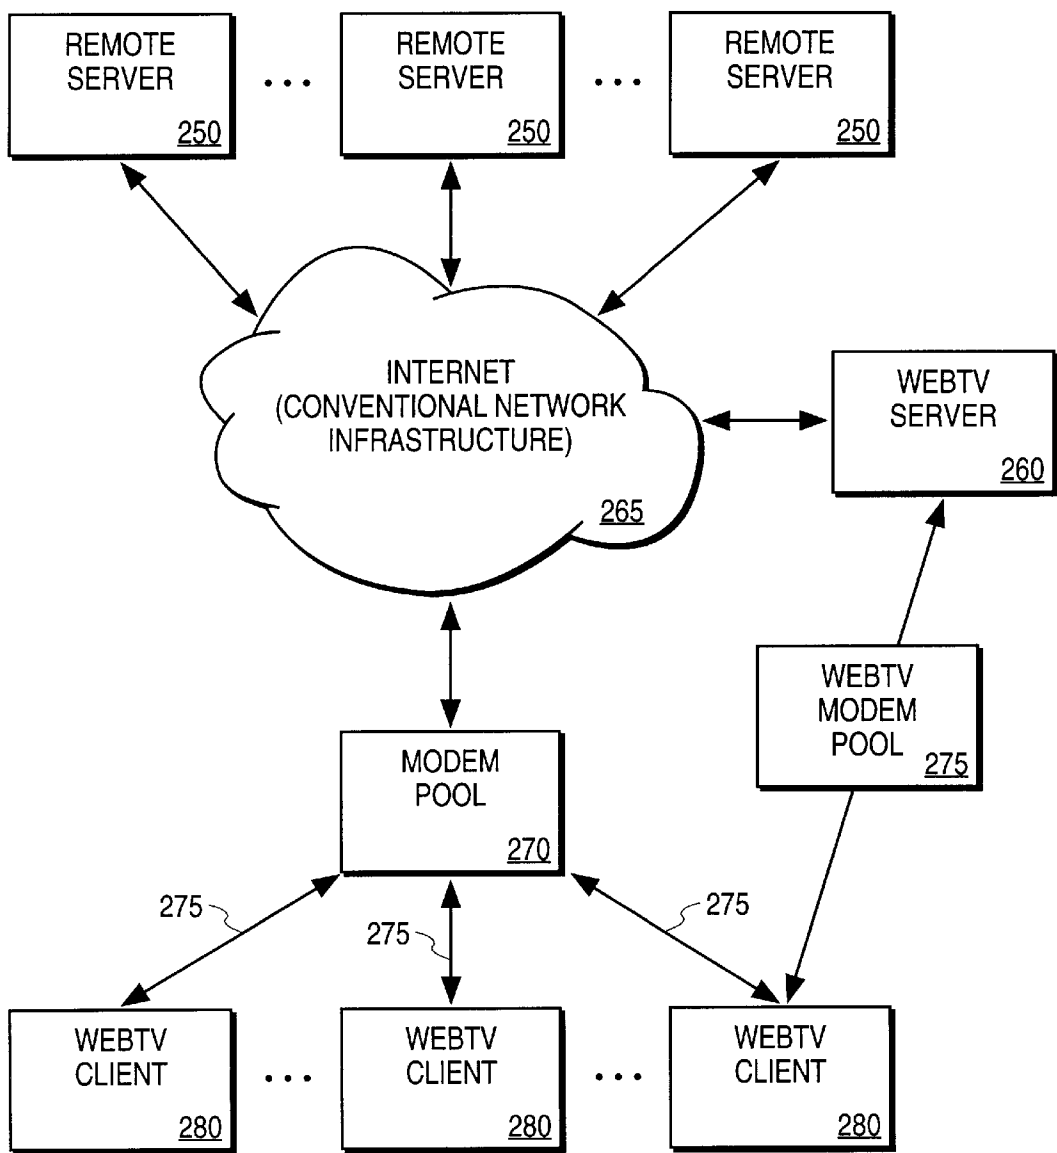 REMOTE
SERVER
250
...
REMOTE
SERVER
250
...
REMOTE
SERVER
250
INTERNET
(CONVENTIONAL NETWORK
INFRASTRUCTURE)
265
WEBTV
SERVER
260
WEBTV
MODEM
POOL
275
MODEM
POOL
270
275
275
275
WEBTV
CLIENT
280
...
WEBTV
CLIENT
280
...
WEBTV
CLIENT
280